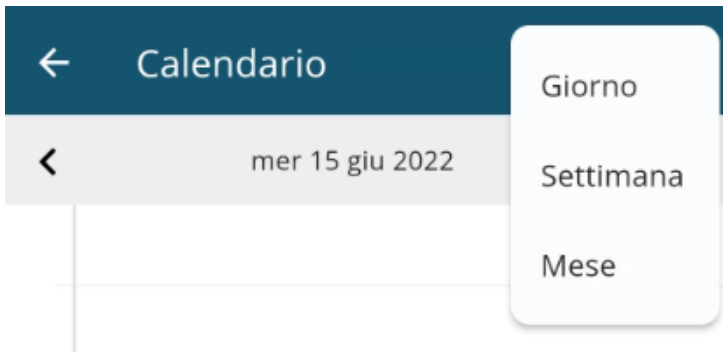 Calendario
Giorno
mer 15 giu 2022
Settimana
Mese